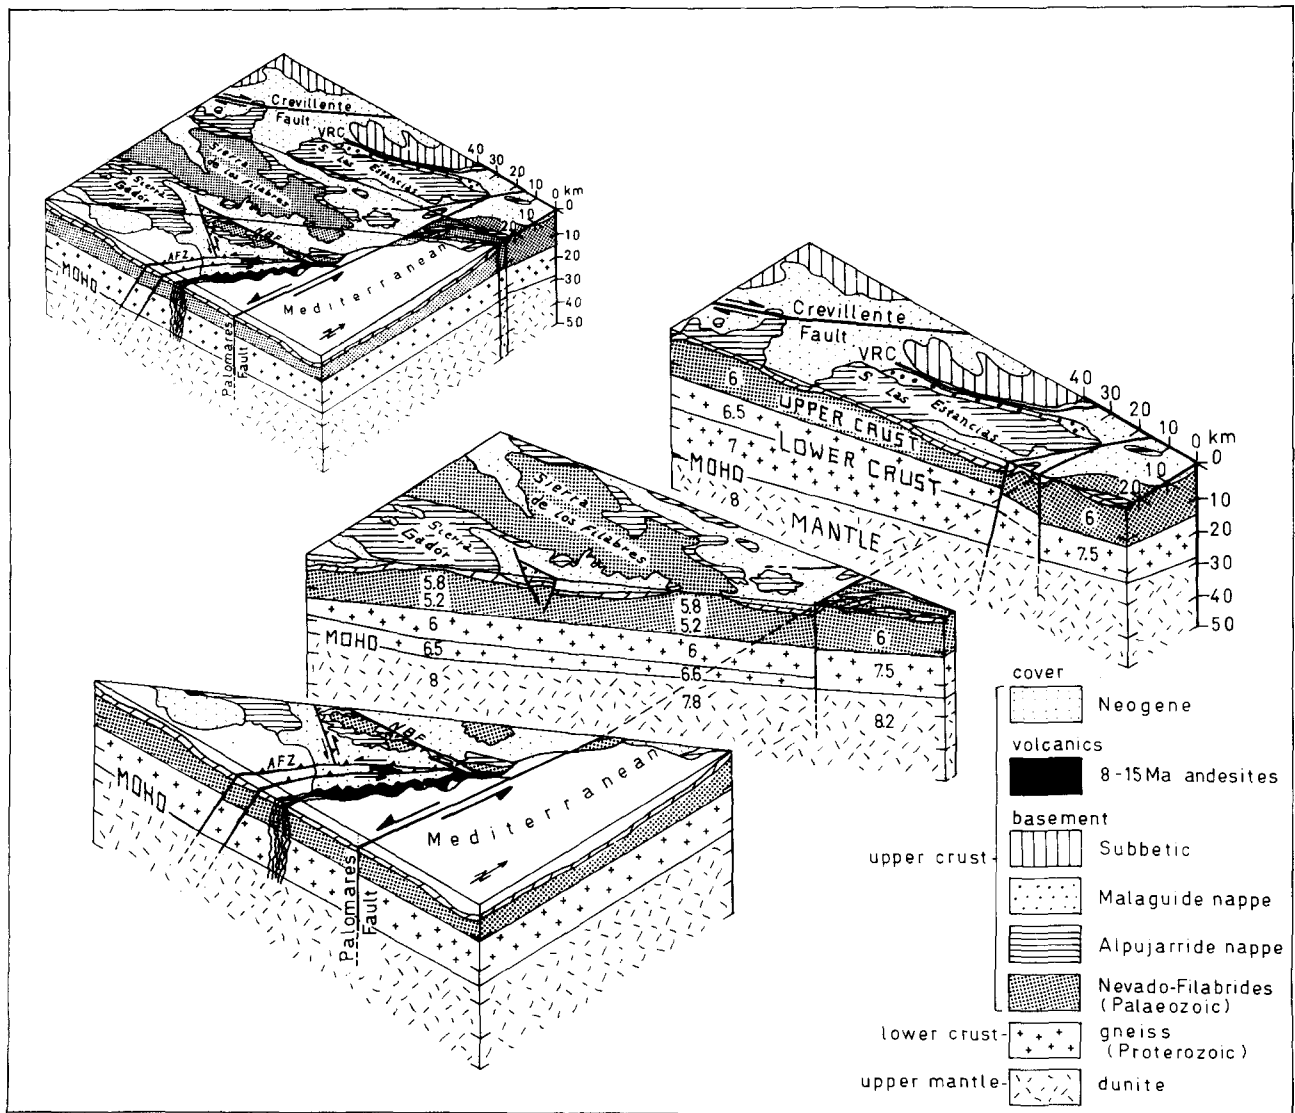 Crevillente
Fault
VRC
S. Las
Estancias
Sierra
de los Filabres
Sierra
Gador
NBF
AFZ
MOHO
Mediterranean
Palomares
Fault
N
40
30
20
10
0 km
0
10
20
10
20
30
40
50
Crevillente
Fault
VRC
S. Las
Estancias
40
30
20
10
0 km
0
10
20
10
20
30
40
50
6
UPPER CRUST
6.5
LOWER CRUST
7
MOHO
8
MANTLE
6
7.5
Sierra
de los Filabres
Sierra
Gador
5.8
5.2
5.8
5.2
6
6
6
MOHO
6.5
6.6
7.5
8
7.8
8.2
NBF
AFZ
MOHO
Mediterranean
Palomares
Fault
N
cover
Neogene
volcanics
8-15Ma andesites
basement
upper crust
Subbetic
Malaguide nappe
Alpujarride nappe
Nevado-Filabrides
(Palaeozoic)
lower crust
gneiss
(Proterozoic)
upper mantle
dunite